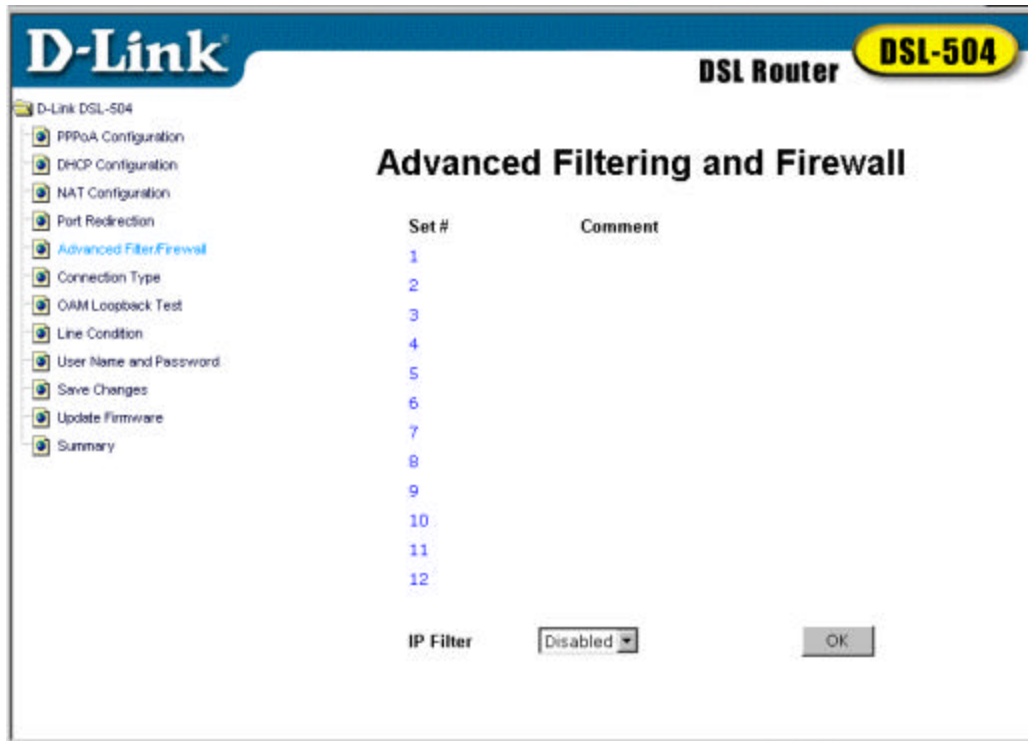 D-Link
DSL Router
DSL-504
D-Link DSL-504
PPPoA Configuration
DHCP Configuration
NAT Configuration
Port Redirection
Advanced Filter/Firewall
Connection Type
OAM Loopback Test
Line Condition
User Name and Password
Save Changes
Update Firmware
Summary
Advanced Filtering and Firewall
Set # Comment
1
2
3
4
5
6
7
8
9
10
11
12
IP Filter Disabled OK